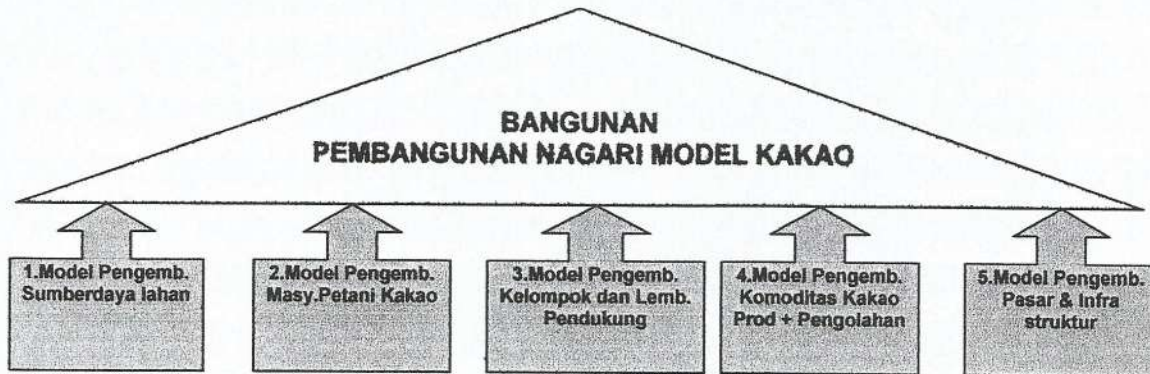 BANGUNAN
PEMBANGUNAN NAGARI MODEL KAKAO
1.Model Pengemb.
Sumberdaya lahan
2.Model Pengemb.
Masy.Petani Kakao
3.Model Pengemb.
Kelompok dan Lemb.
Pendukung
4.Model Pengemb.
Komoditas Kakao
Prod + Pengolahan
5.Model Pengemb.
Pasar & Infra
struktur